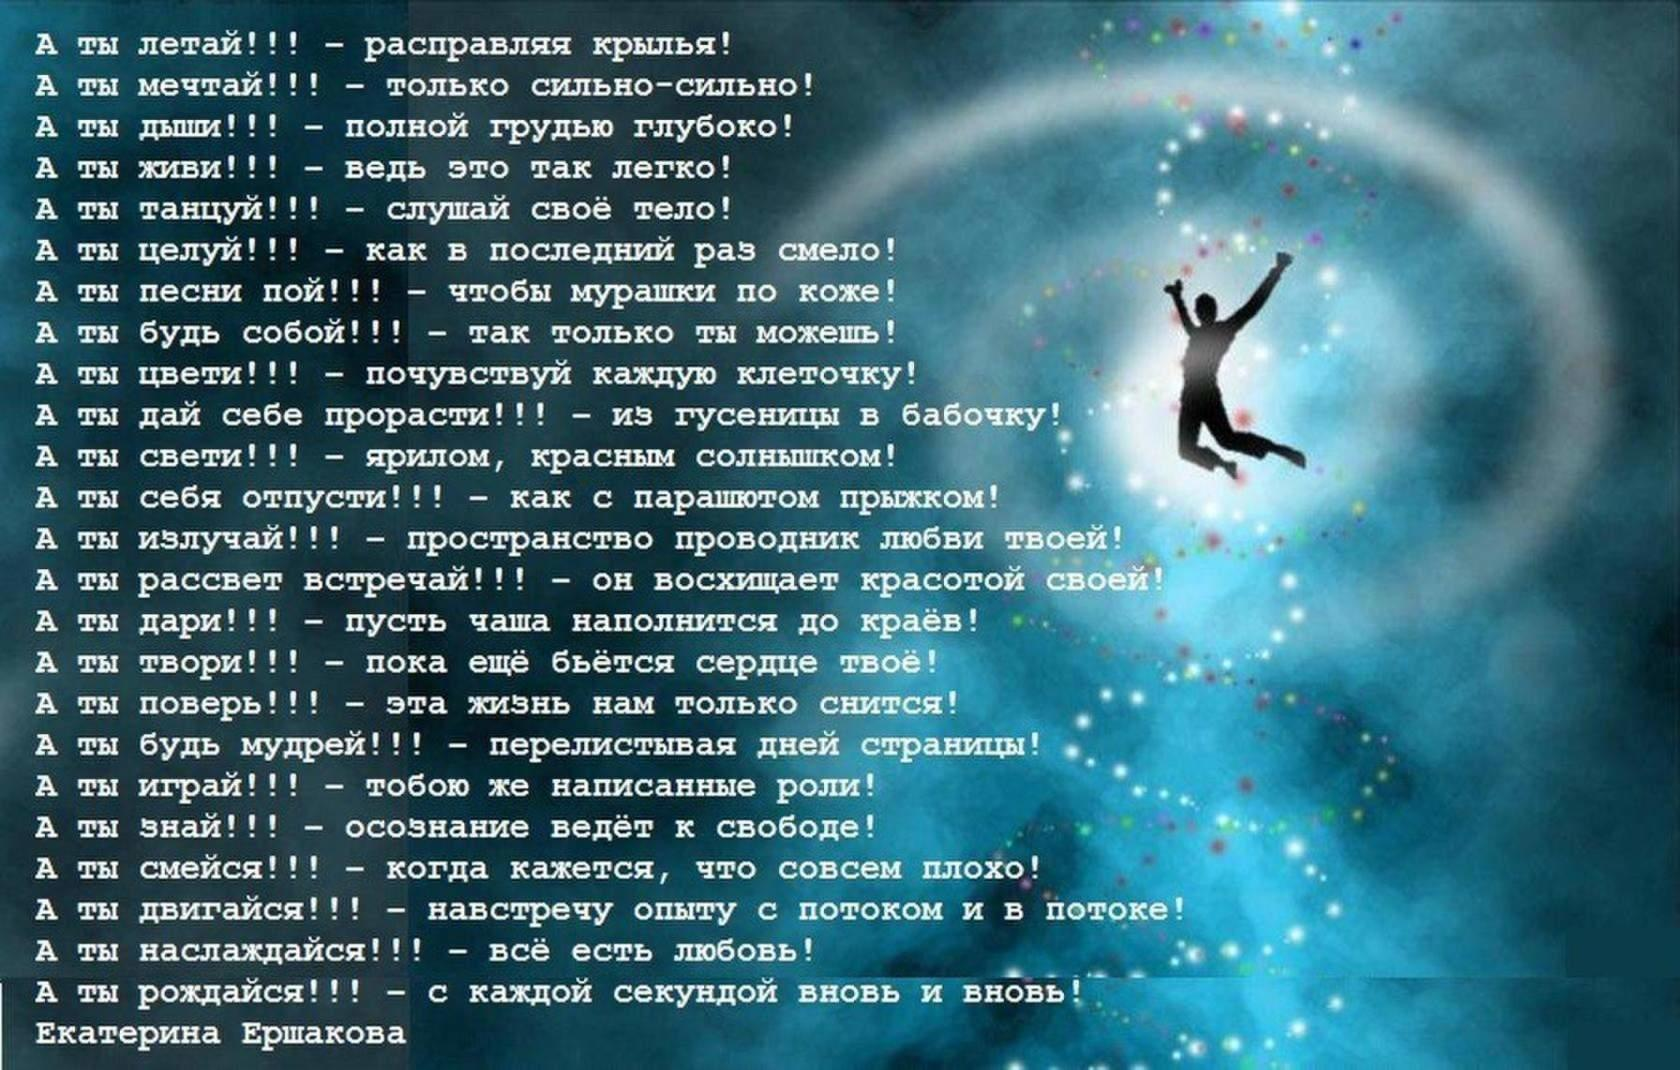 А ты летай!!! – расправляя крылья!
А ты мечтай!!! – только сильно-сильно!
А ты дыши!!! – полной грудью глубоко!
А ты живи!!! – ведь это так легко!
А ты танцуй!!! – слушай своё тело!
А ты целуй!!! – как в последний раз смело!
А ты песни пой!!! – чтобы мурашки по коже!
А ты будь собой!!! – так только ты можешь!
А ты цвети!!! – почувствуй каждую клеточку!
А ты дай себе прорасти!!! – из гусеницы в бабочку!
А ты свети!!! – ярилом, красным солнышком!
А ты себя отпусти!!! – как с парашютом прыжком!
А ты излучай!!! – пространство проводник любви твоей!
А ты рассвет встречай!!! – он восхищает красотой своей!
А ты дари!!! – пусть чаша наполнится до краёв!
А ты твори!!! – пока ещё бьётся сердце твоё!
А ты поверь!!! – эта жизнь нам только снится!
А ты будь мудрей!!! – перелистывая дней страницы!
А ты играй!!! – тобою же написанные роли!
А ты знай!!! – осознание ведёт к свободе!
А ты смейся!!! – когда кажется, что совсем плохо!
А ты двигайся!!! – навстречу опыту с потоком и в потоке!
А ты наслаждайся!!! – всё есть любовь!
А ты рождайся!!! – с каждой секундой вновь и вновь!
Екатерина Ершакова